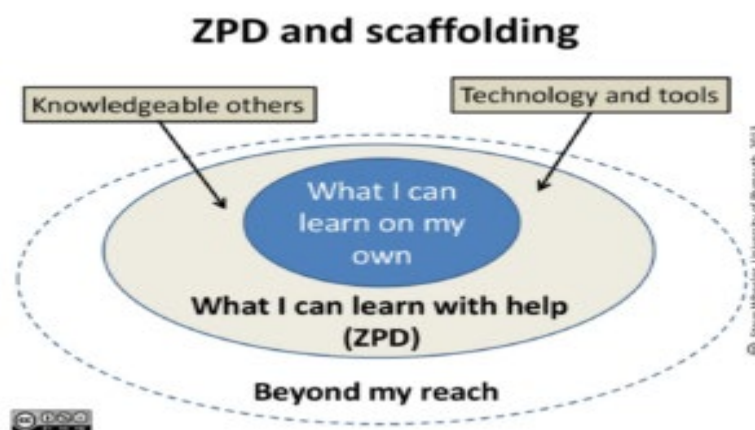 ZPD and scaffolding
Knowledgeable others
Technology and tools
What I can
learn on my
own
What I can learn with help
(ZPD)
Beyond my reach